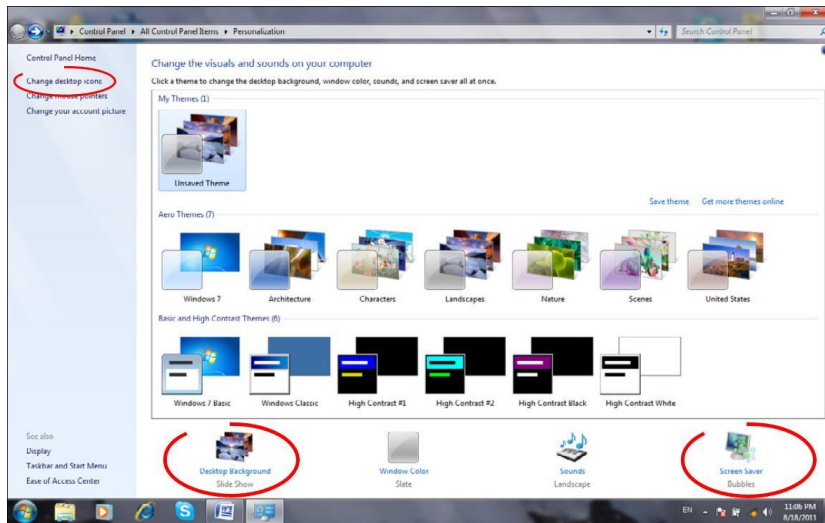 Control Panel ▸ All Control Panel Items ▸ Personalization
Search Control Panel
Control Panel Home
Change desktop icons
Change mouse pointers
Change your account picture
Change the visuals and sounds on your computer
Click a theme to change the desktop background, window color, sounds, and screen saver all at once.
My Themes (1)
Unsaved Theme
Save theme Get more themes online
Aero Themes (7)
Windows 7 Architecture Characters Landscapes Nature Scenes United States
Basic and High Contrast Themes (6)
Windows 7 Basic Windows Classic High Contrast #1 High Contrast #2 High Contrast Black High Contrast White
See also
Display
Taskbar and Start Menu
Ease of Access Center
Desktop Background Window Color Sounds Screen Saver
Slide Show Slate Landscape Bubbles
EN 11:06 PM
8/18/2011